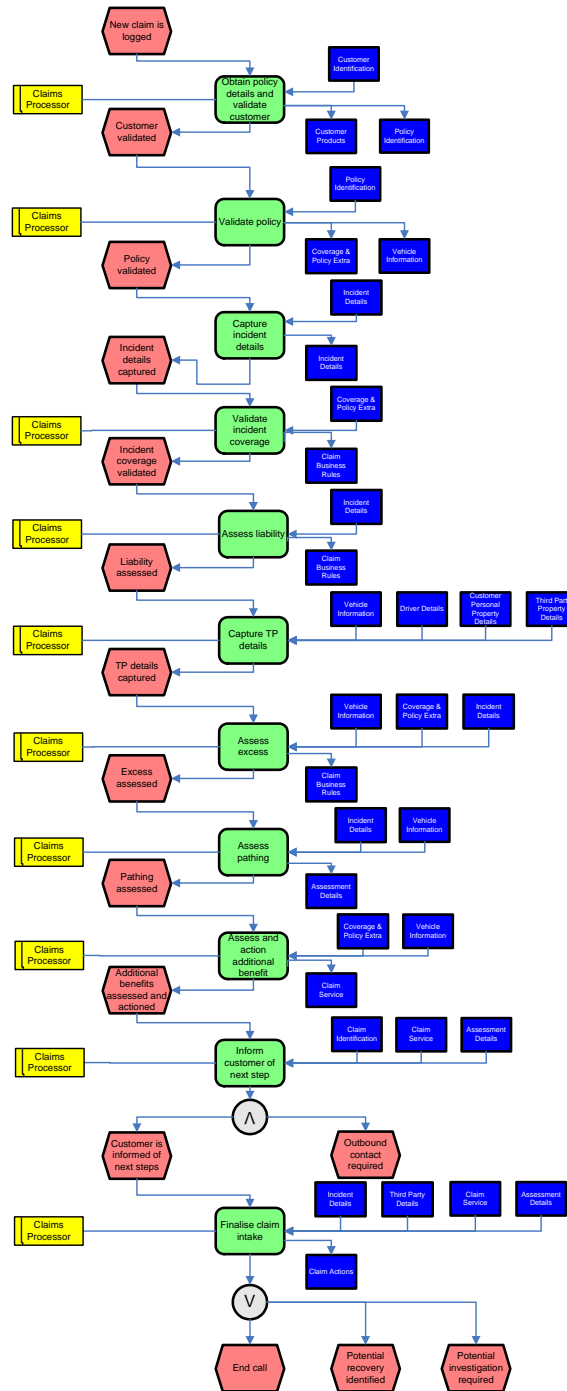 New claim is
logged
Customer
Identification
Claims
Processor
Obtain policy
details and
validate
customer
Customer
validated
Customer
Products
Policy
Identification
Policy
Identification
Claims
Processor
Validate policy
Coverage &
Policy Extra
Vehicle
Information
Policy
validated
Incident
Details
Capture
incident
details
Incident
details
captured
Incident
Details
Coverage &
Policy Extra
Claims
Processor
Validate
incident
coverage
Incident
coverage
validated
Claim
Business
Rules
Incident
Details
Claims
Processor
Assess liability
Liability
assessed
Claim
Business
Rules
Vehicle
Information
Driver Details
Customer
Personal
Property
Details
Third Part
Property
Details
Claims
Processor
Capture TP
details
TP details
captured
Vehicle
Information
Coverage &
Policy Extra
Incident
Details
Claims
Processor
Assess
excess
Excess
assessed
Claim
Business
Rules
Incident
Details
Vehicle
Information
Claims
Processor
Assess
pathing
Pathing
assessed
Assessment
Details
Coverage &
Policy Extra
Vehicle
Information
Claims
Processor
Assess and
action
additional
benefit
Additional
benefits
assessed and
actioned
Claim
Service
Claim
Identification
Claim
Service
Assessment
Details
Claims
Processor
Inform
customer of
next step
Λ
Customer is
informed of
next steps
Outbound
contact
required
Incident
Details
Third Party
Details
Claim
Service
Assessment
Details
Claims
Processor
Finalise claim
intake
Claim Actions
V
End call
Potential
recovery
identified
Potential
investigation
required